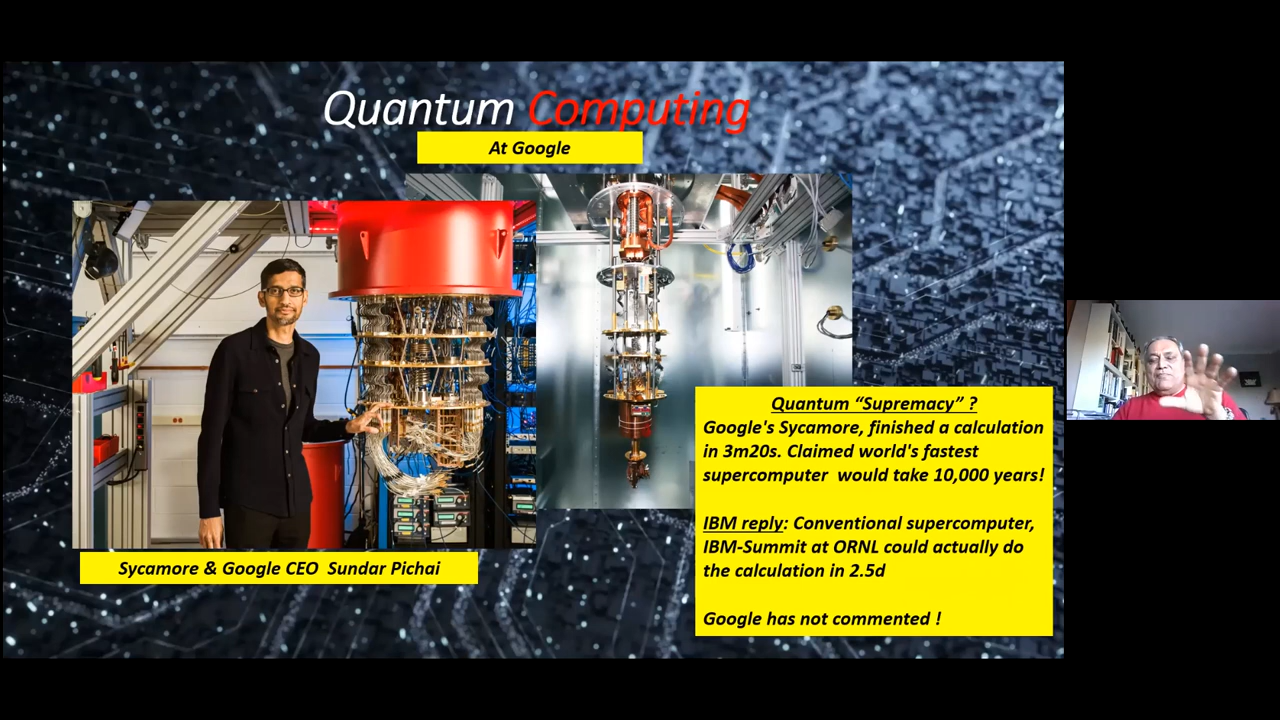 Quantum Computing
At Google
Sycamore & Google CEO Sundar Pichai
Quantum “Supremacy” ?
Google's Sycamore, finished a calculation
in 3m20s. Claimed world's fastest
supercomputer would take 10,000 years!
IBM reply: Conventional supercomputer,
IBM-Summit at ORNL could actually do
the calculation in 2.5d
Google has not commented !